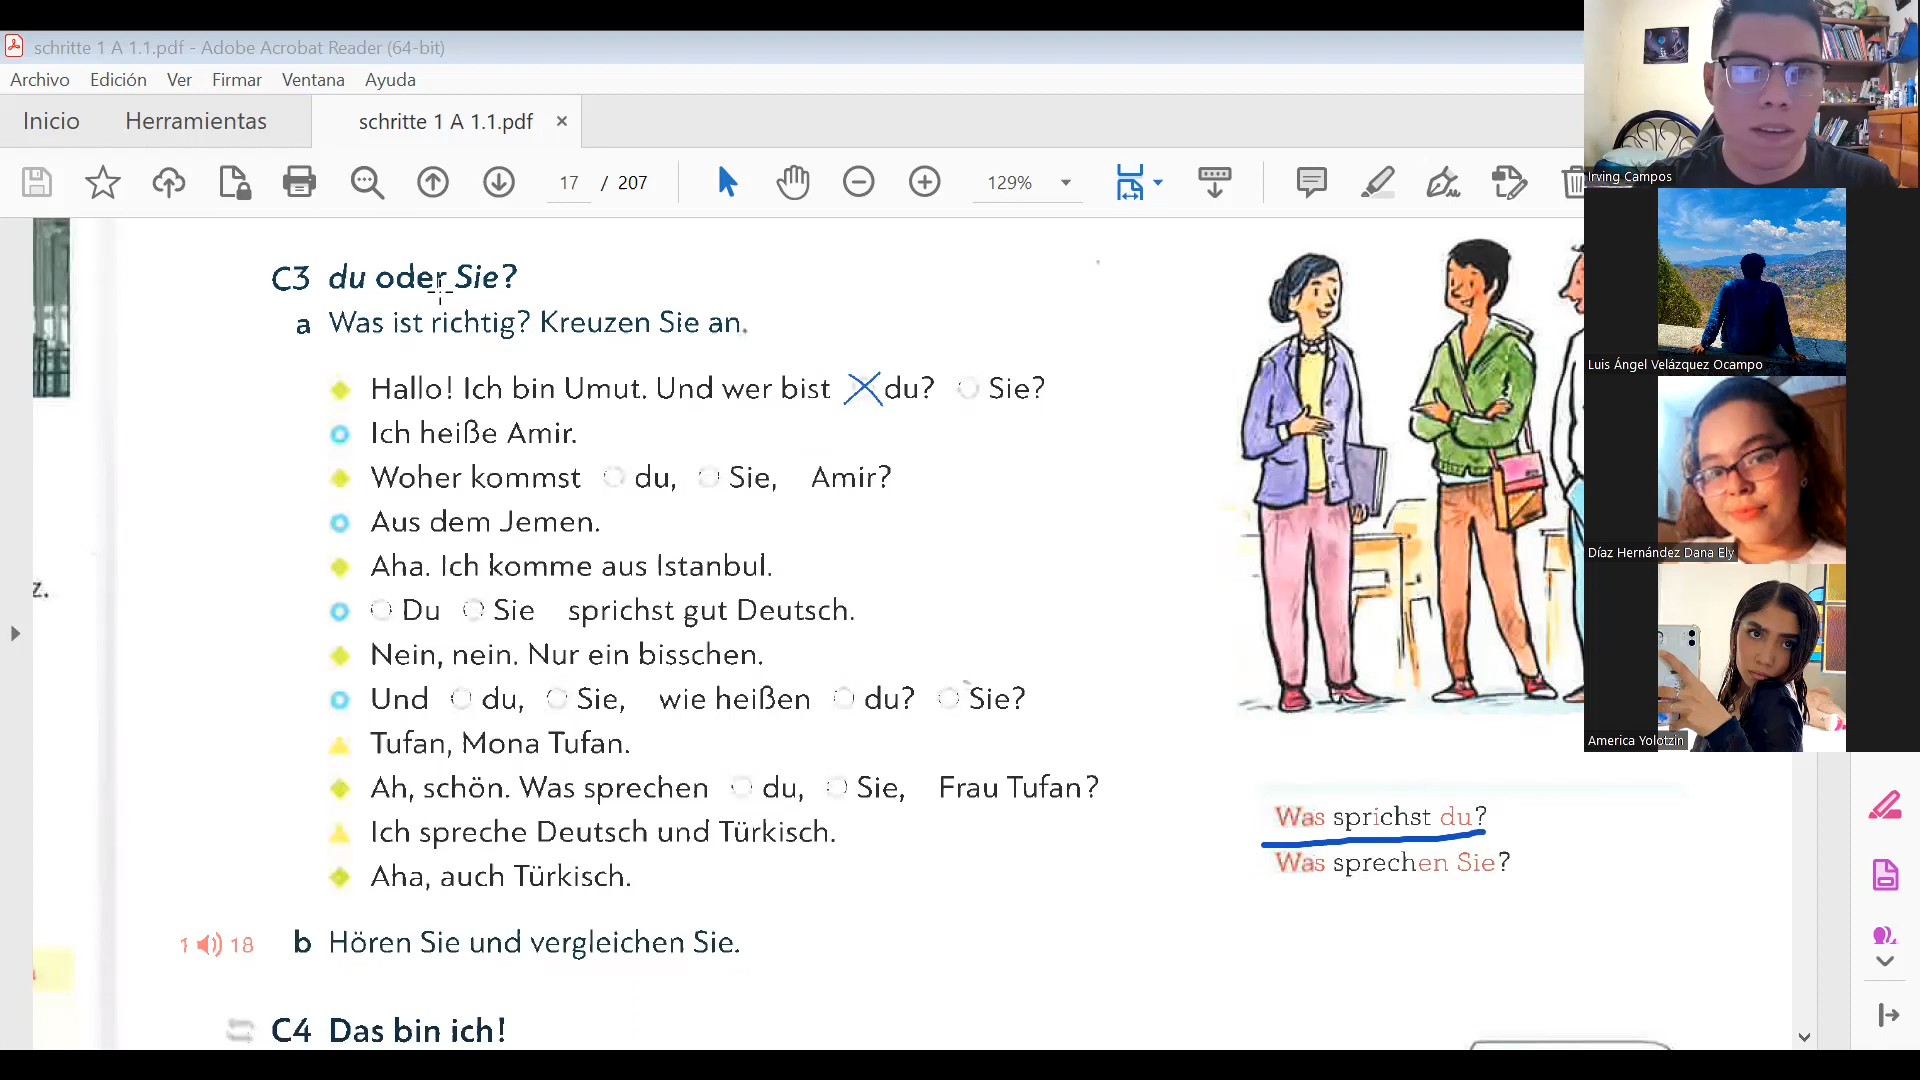 schritte 1 A 1.1.pdf - Adobe Acrobat Reader (64-bit)
Archivo Edición Ver Firmar Ventana Ayuda
Inicio Herramientas schritte 1 A 1.1.pdf ×
17 / 207 129%
C3 du oder Sie?
a Was ist richtig? Kreuzen Sie an.
Hallo! Ich bin Umut. Und wer bist du? Sie?
Ich heiße Amir.
Woher kommst du, Sie, Amir?
Aus dem Jemen.
Aha. Ich komme aus Istanbul.
z.
Du Sie sprichst gut Deutsch.
Nein, nein. Nur ein bisschen.
Und du, Sie, wie heißen du? Sie?
Tufan, Mona Tufan.
Ah, schön. Was sprechen du, Sie, Frau Tufan?
Ich spreche Deutsch und Türkisch.
Aha, auch Türkisch.
Was sprichst du?
Was sprechen Sie?
1 18 b Hören Sie und vergleichen Sie.
C4 Das bin ich!
Irving Campos
Luis Ángel Velázquez Ocampo
Díaz Hernández Dana Ely
America Yolotzin